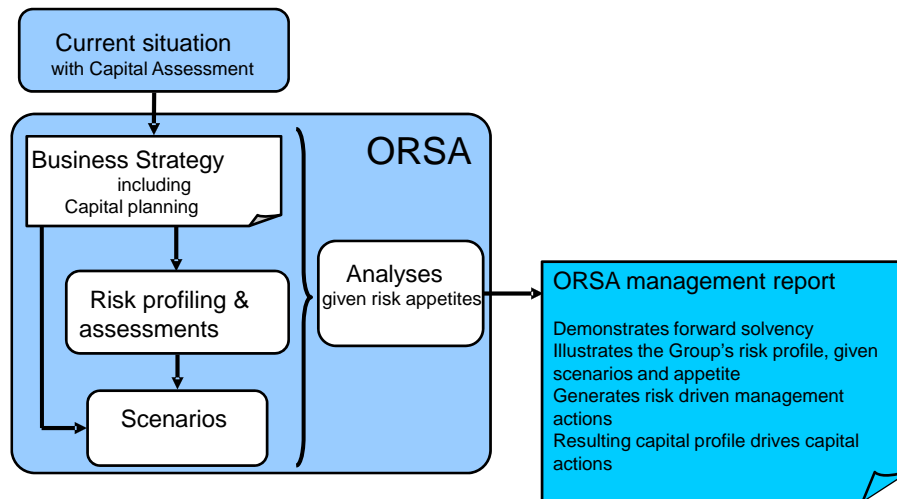 Current situation
with Capital Assessment
ORSA
Business Strategy
including
Capital planning
Risk profiling &
assessments
Scenarios
Analyses
given risk appetites
ORSA management report
Demonstrates forward solvency
Illustrates the Group's risk profile, given
scenarios and appetite
Generates risk driven management
actions
Resulting capital profile drives capital
actions